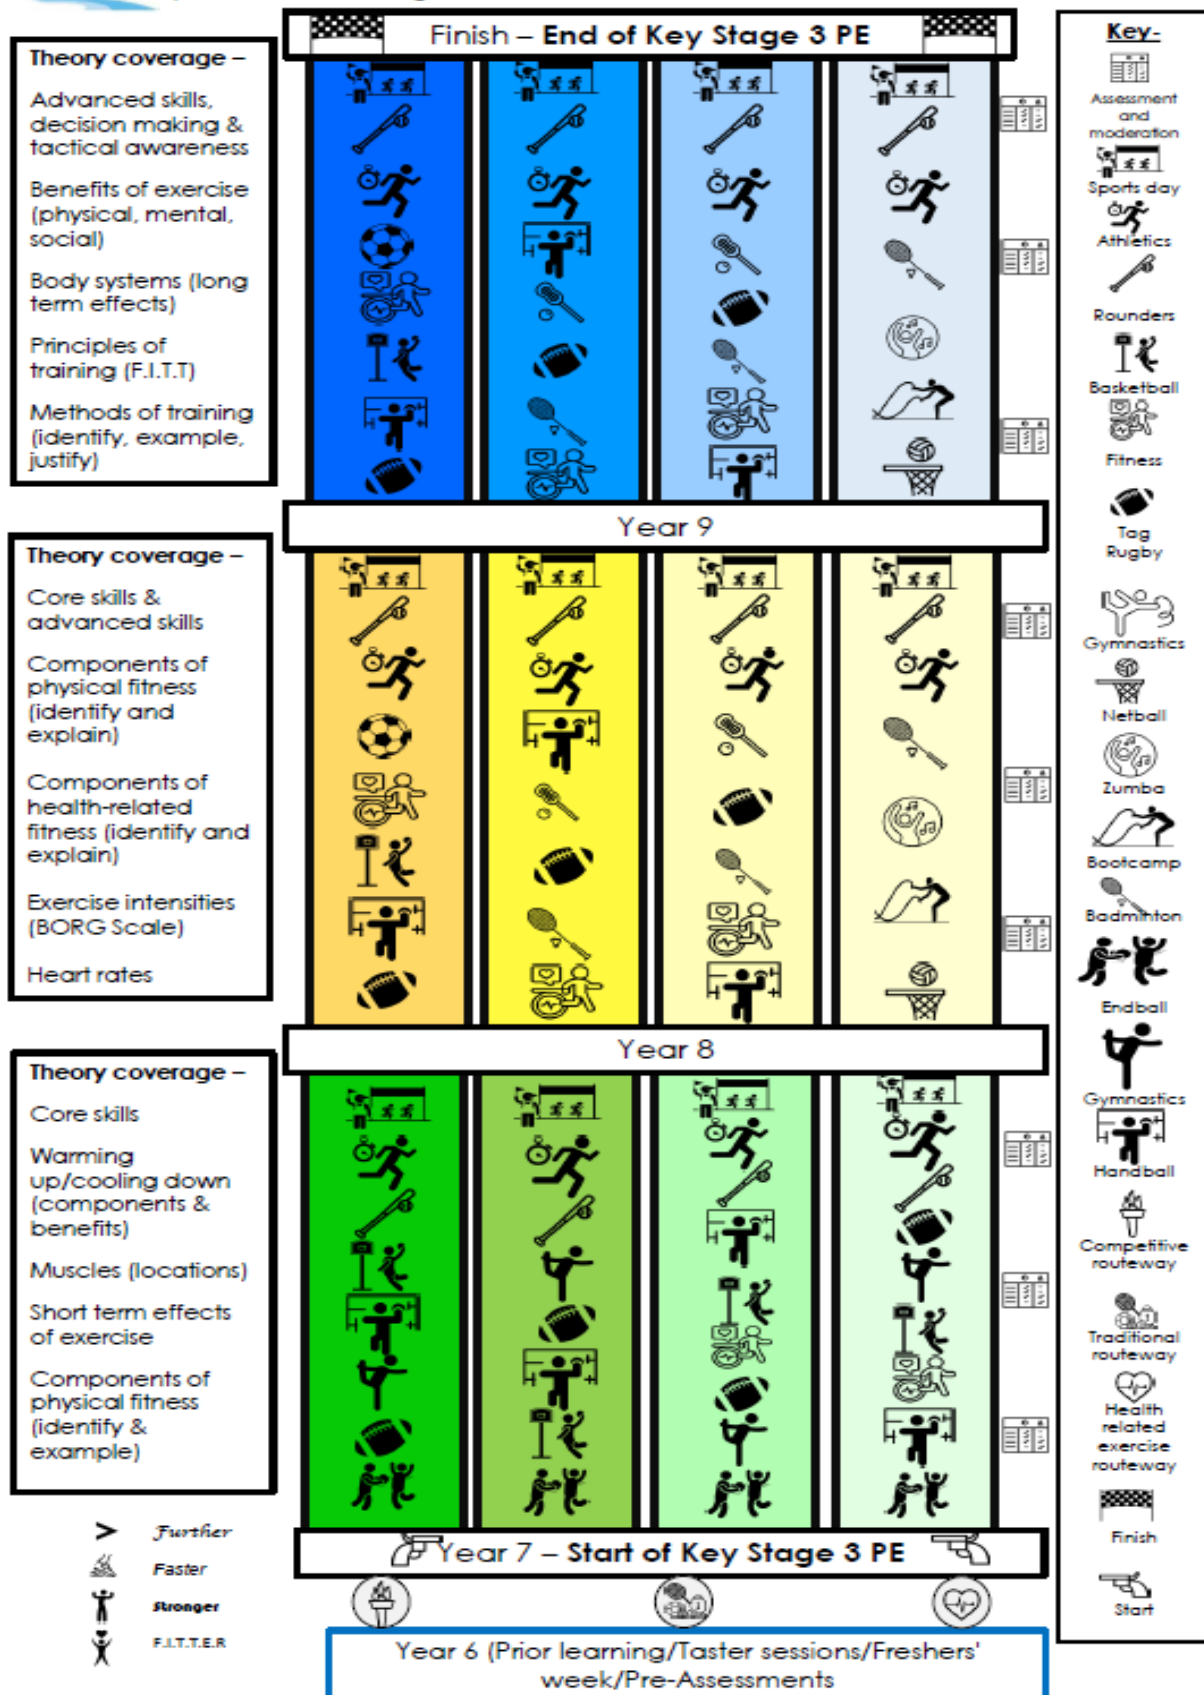 Finish – End of Key Stage 3 PE
Theory coverage –
Advanced skills,
decision making &
tactical awareness
Benefits of exercise
(physical, mental,
social)
Body systems (long
term effects)
Principles of
training (F.I.T.T)
Methods of training
(identify, example,
justify)
Year 9
Theory coverage –
Core skills &
advanced skills
Components of
physical fitness
(identify and
explain)
Components of
health-related
fitness (identify and
explain)
Exercise intensities
(BORG Scale)
Heart rates
Year 8
Theory coverage –
Core skills
Warming
up/cooling down
(components &
benefits)
Muscles (locations)
Short term effects
of exercise
Components of
physical fitness
(identify &
example)
Year 7 – Start of Key Stage 3 PE
> Further
Faster
Stronger
F.I.T.T.E.R
Year 6 (Prior learning/Taster sessions/Freshers'
week/Pre-Assessments
Key-
Assessment
and
moderation
Sports day
Athletics
Rounders
Basketball
Fitness
Tag
Rugby
Gymnastics
Netball
Zumba
Bootcamp
Badminton
Endball
Gymnastics
Handball
Competitive
routeway
Traditional
routeway
Health
related
exercise
routeway
Finish
Start